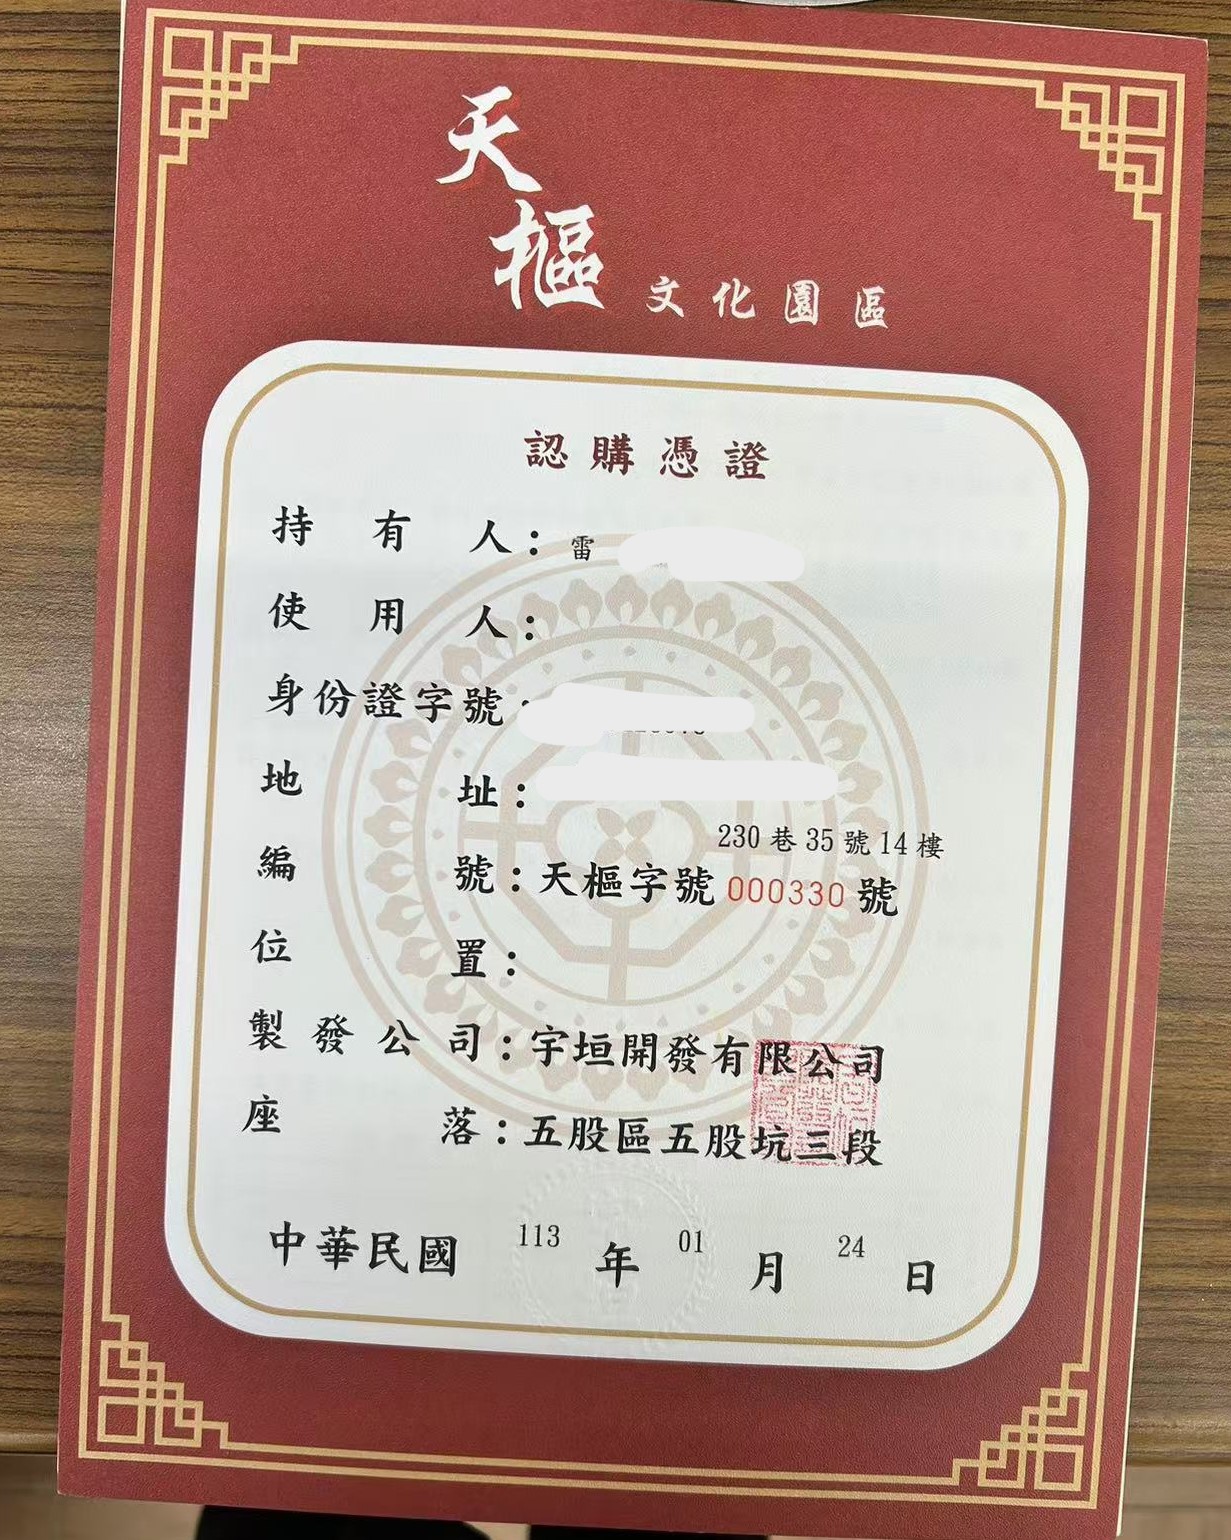 天樞 文化園區
認購憑證
持有人：雷
使用人：
身份證字號：
地址：
230巷35號14樓
編號：天樞字號000330號
位置：
製發公司：宇垣開發有限公司
座落：五股區五股坑三段
中華民國 113 年 01 月 24 日